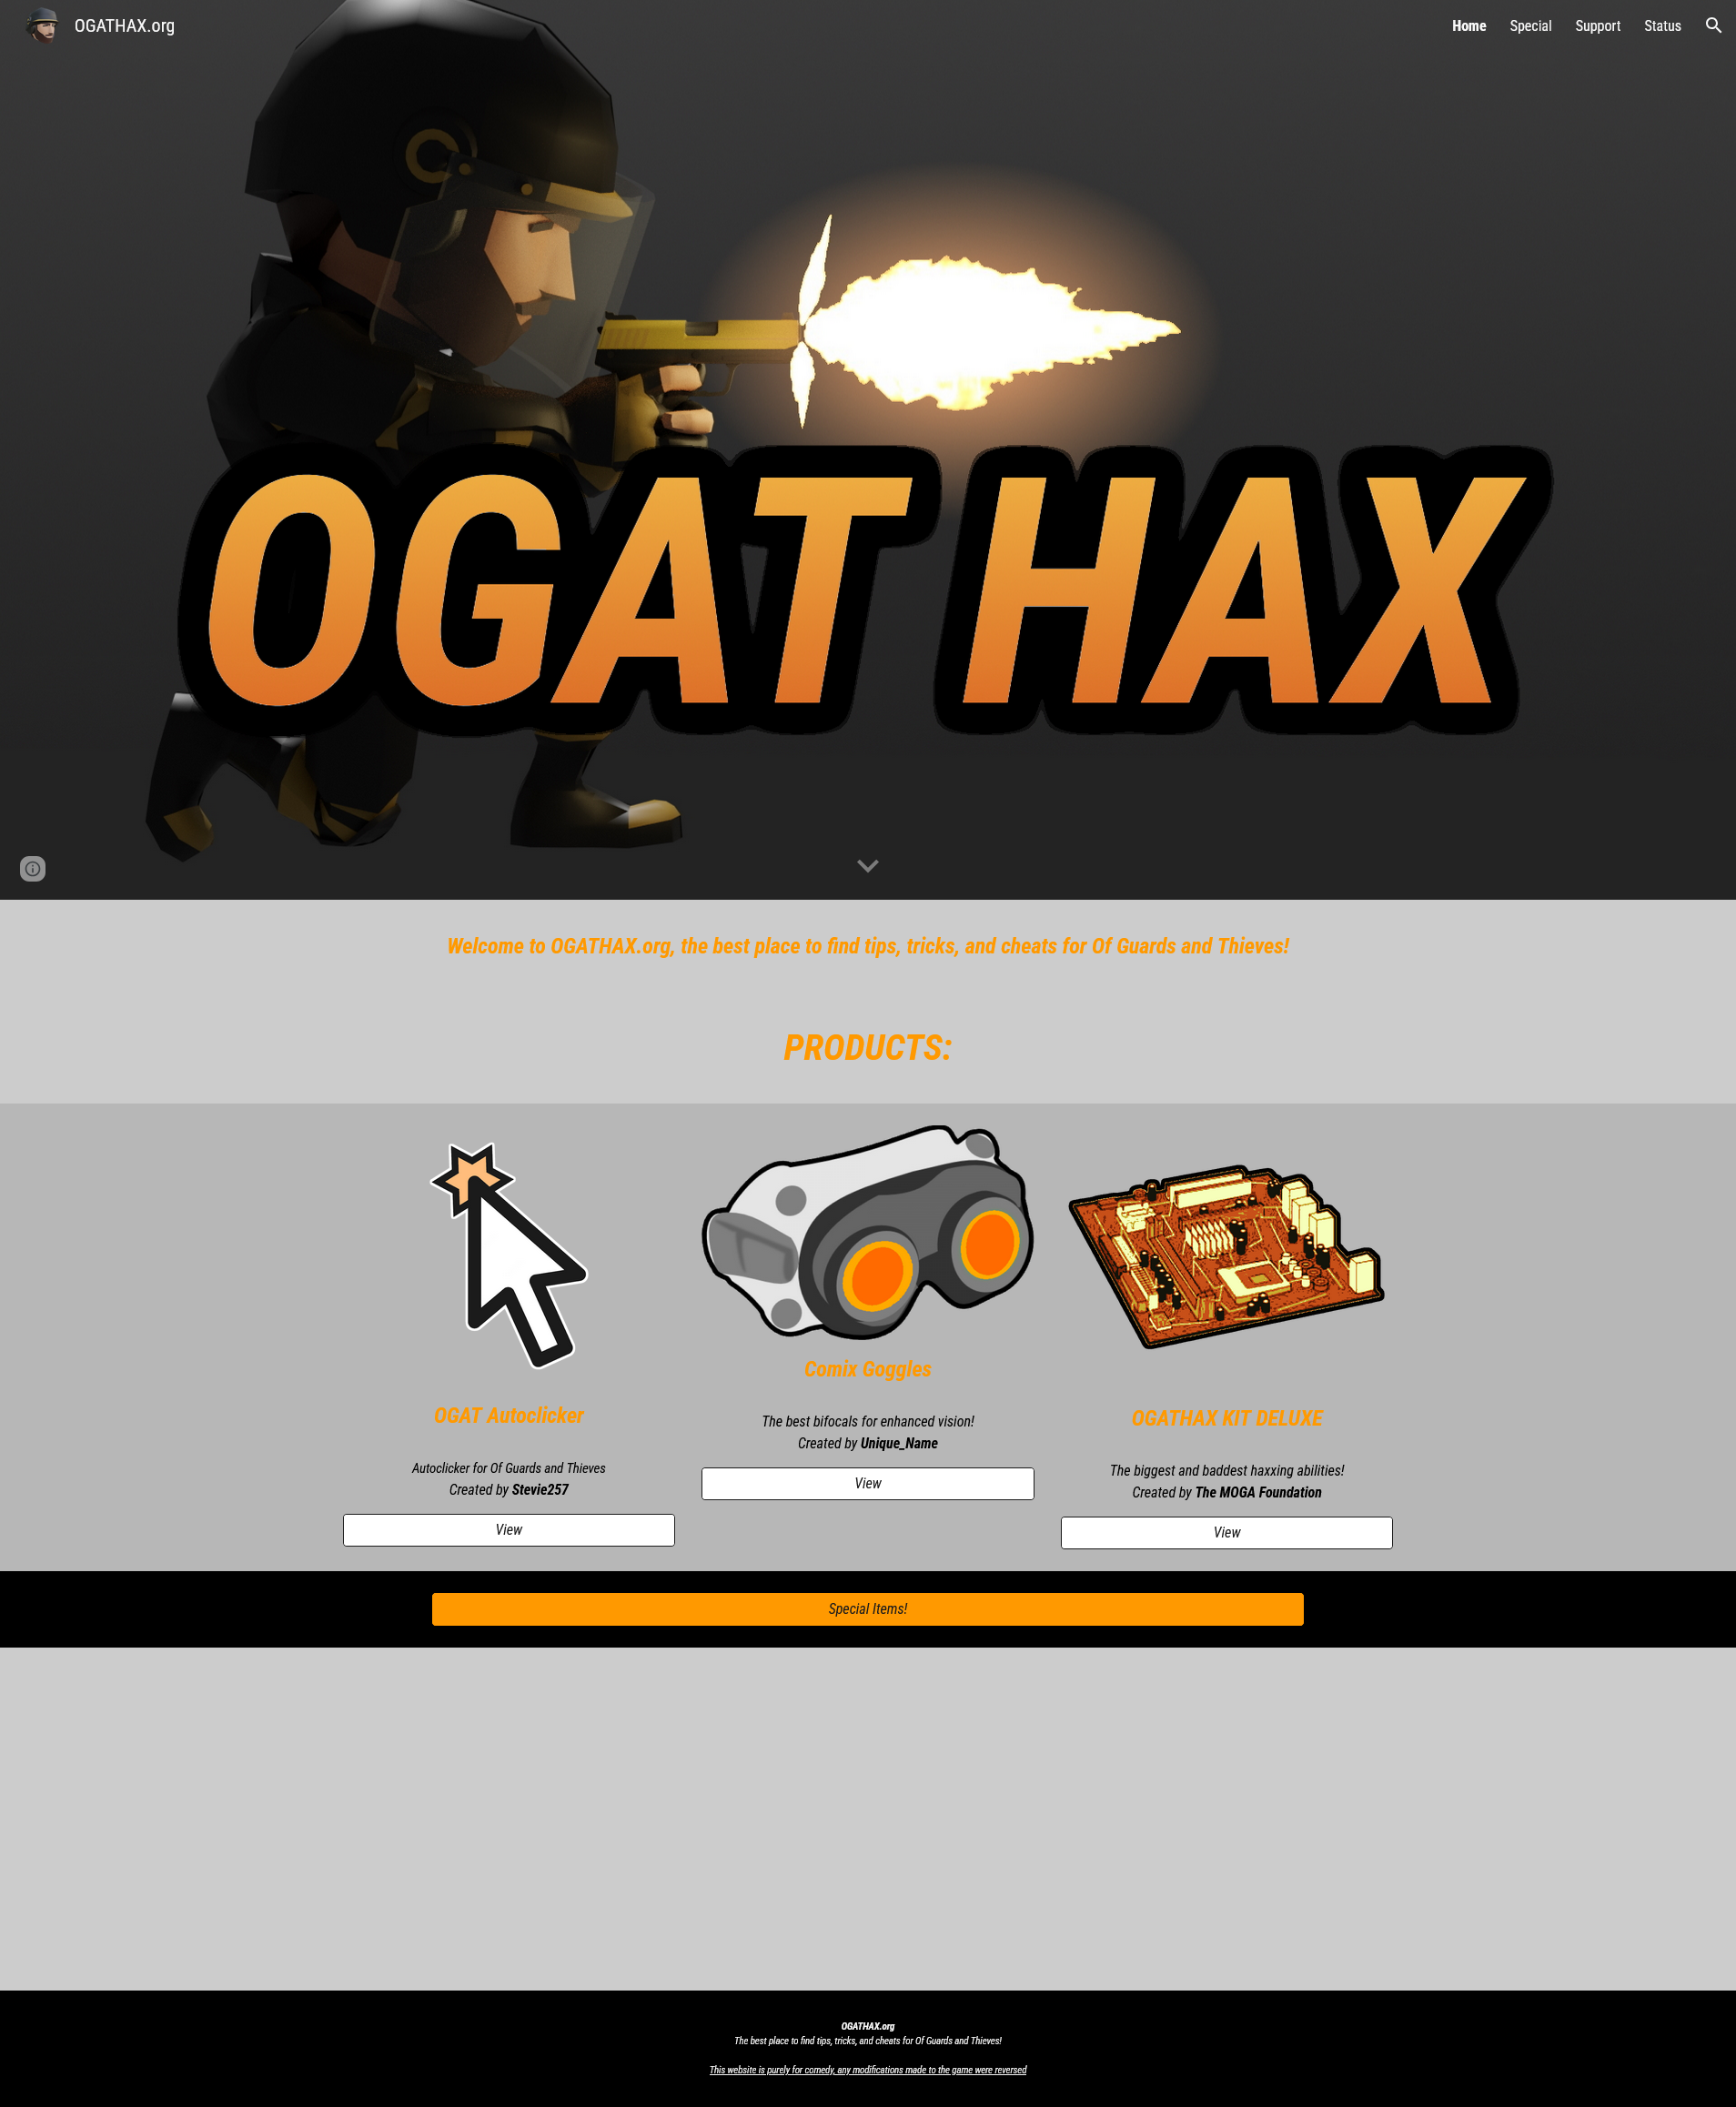 OGATHAX.org
Home
Special
Support
Status
OGAT HAX
Welcome to OGATHAX.org, the best place to find tips, tricks, and cheats for Of Guards and Thieves!
PRODUCTS:
OGAT Autoclicker
Autoclicker for Of Guards and Thieves
Created by Stevie257
View
Comix Goggles
The best bifocals for enhanced vision!
Created by Unique_Name
View
OGATHAX KIT DELUXE
The biggest and baddest haxxing abilities!
Created by The MOGA Foundation
View
Special Items!
OGATHAX.org
The best place to find tips, tricks, and cheats for Of Guards and Thieves!
This website is purely for comedy, any modifications made to the game were reversed